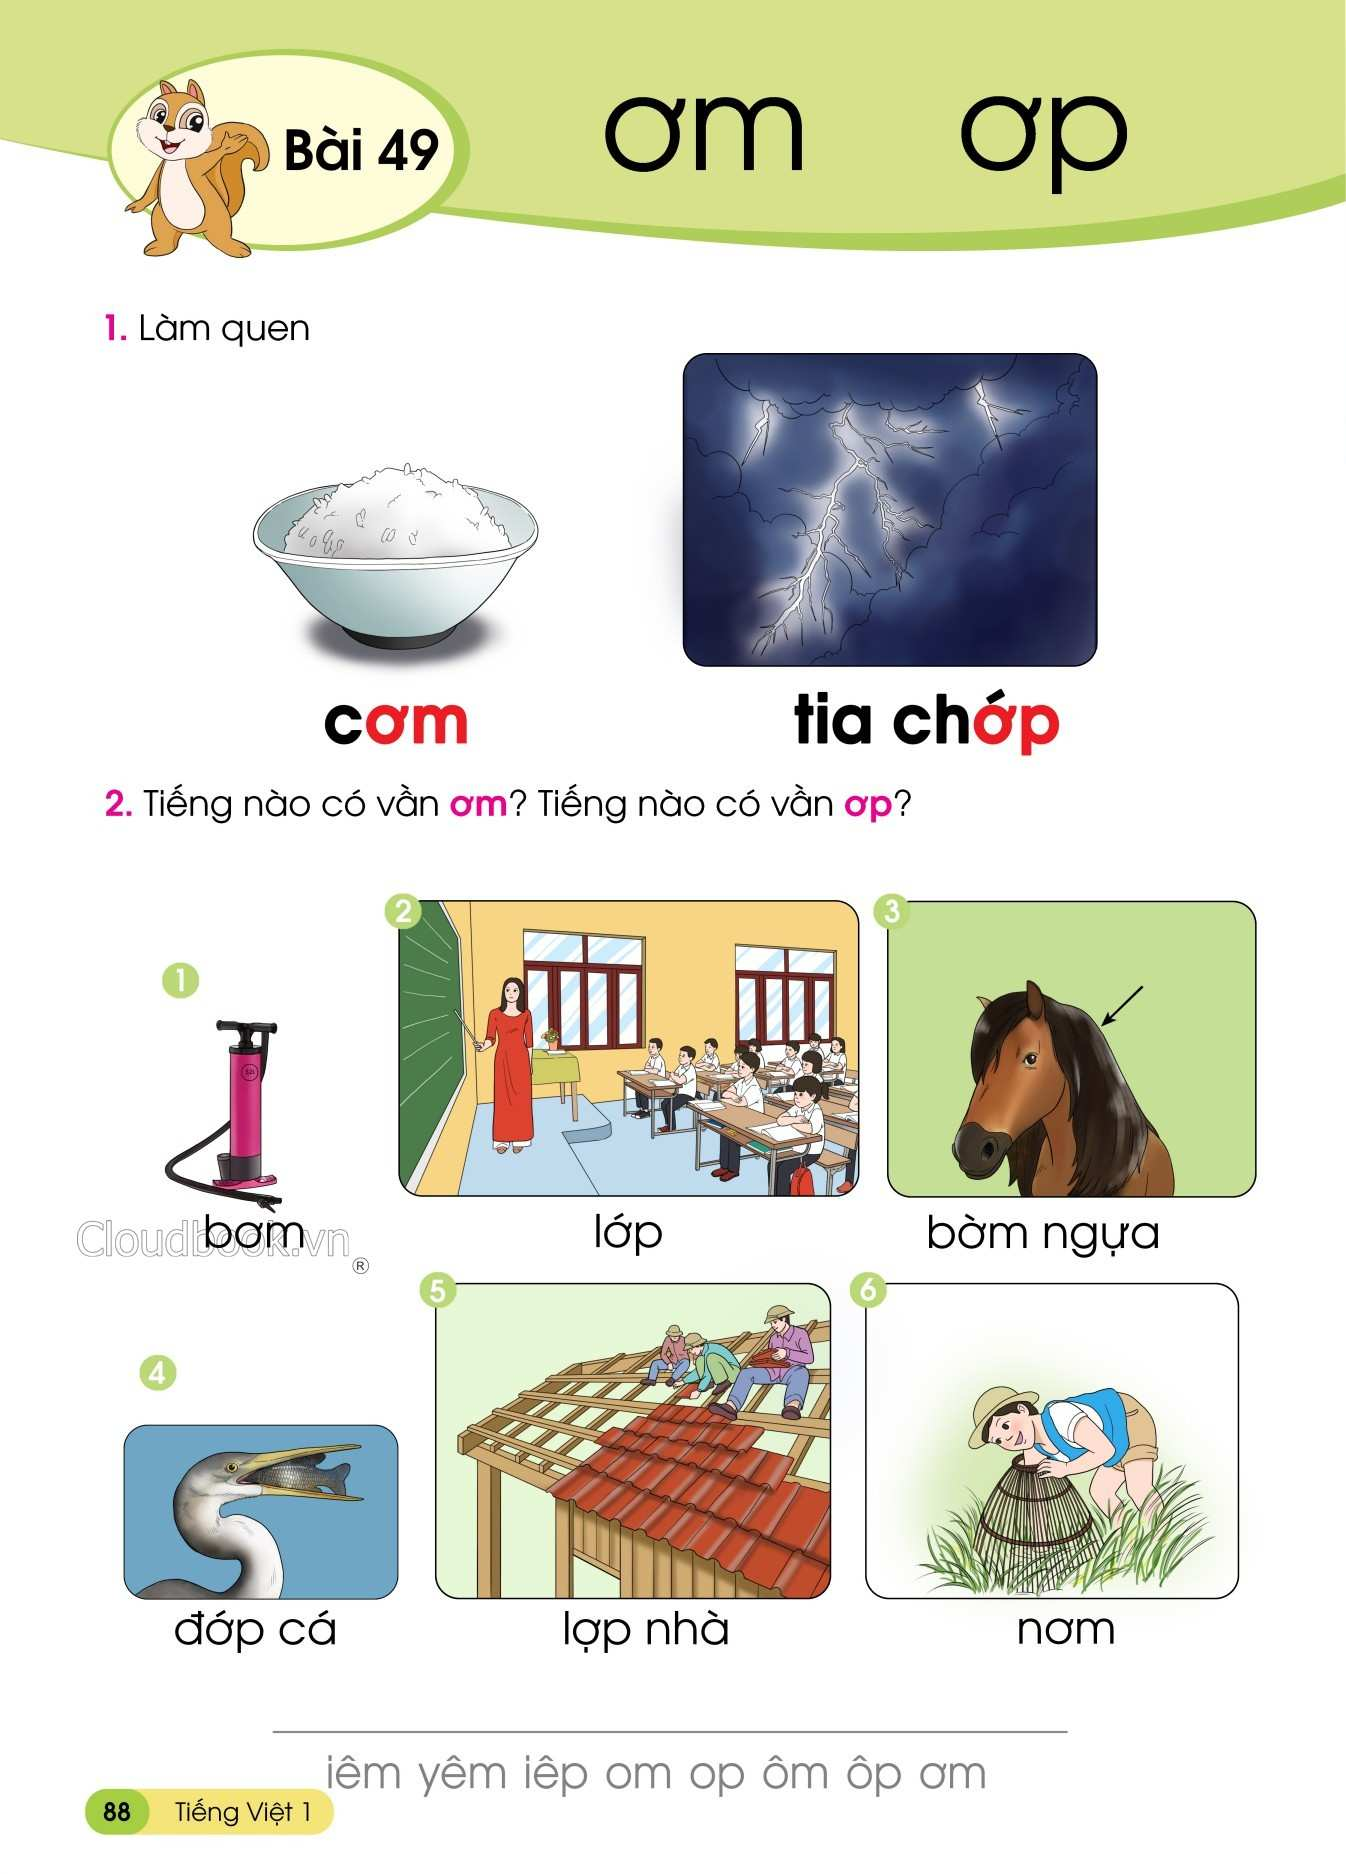 Bài 49
ơm ơp
1. Làm quen
cơm
tia chớp
2. Tiếng nào có vần ơm? Tiếng nào có vần ơp?
1
2
3
bơm
lớp
bờm ngựa
Cloudbook.vn
®
4
5
6
đớp cá
lợp nhà
nơm
iêm yêm iêp om op ôm ôp ơm
88 Tiếng Việt 1